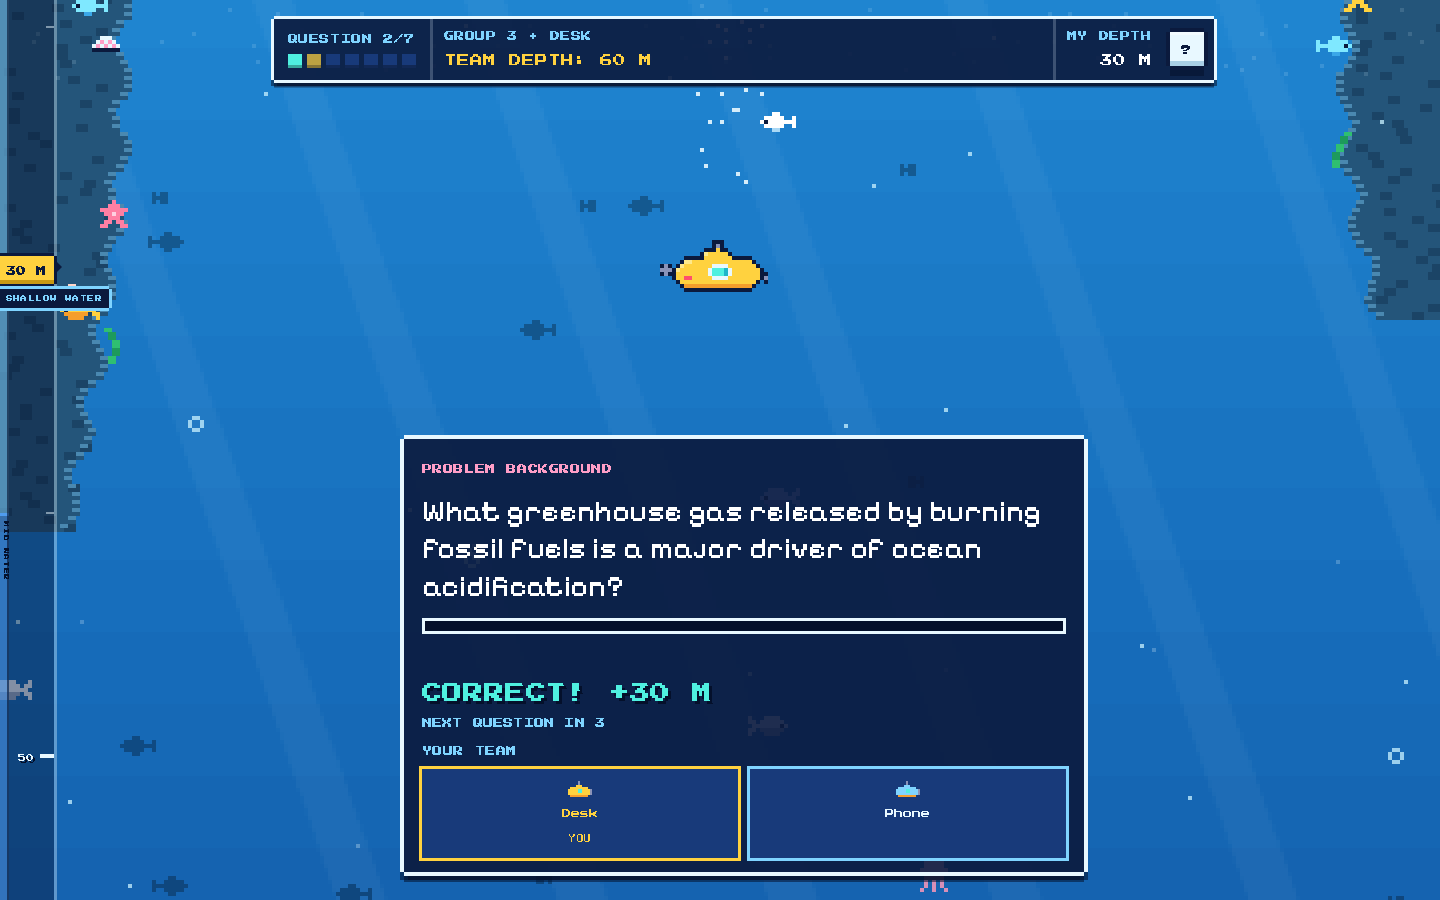 QUESTION 2/7
GROUP 3 + DESK
TEAM DEPTH: 60 M
MY DEPTH
30 M
?
30 M
SHALLOW WATER
MID WATER
50
PROBLEM BACKGROUND
What greenhouse gas released by burning
fossil fuels is a major driver of ocean
acidification?
CORRECT! +30 M
NEXT QUESTION IN 3
YOUR TEAM
Desk
YOU
Phone